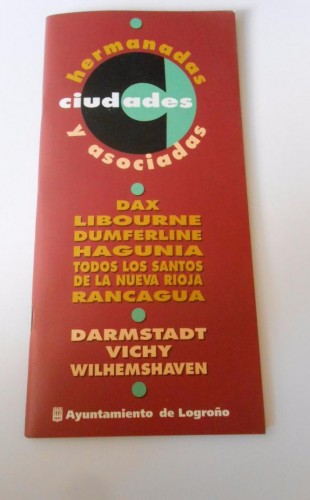 hermanadas
ciudades
y asociadas
DAX
LIBOURNE
DUMFERLINE
HAGUNIA
TODOS LOS SANTOS
DE LA NUEVA RIOJA
RANCAGUA
DARMSTADT
VICHY
WILHEMSHAVEN
Ayuntamiento de Logroño